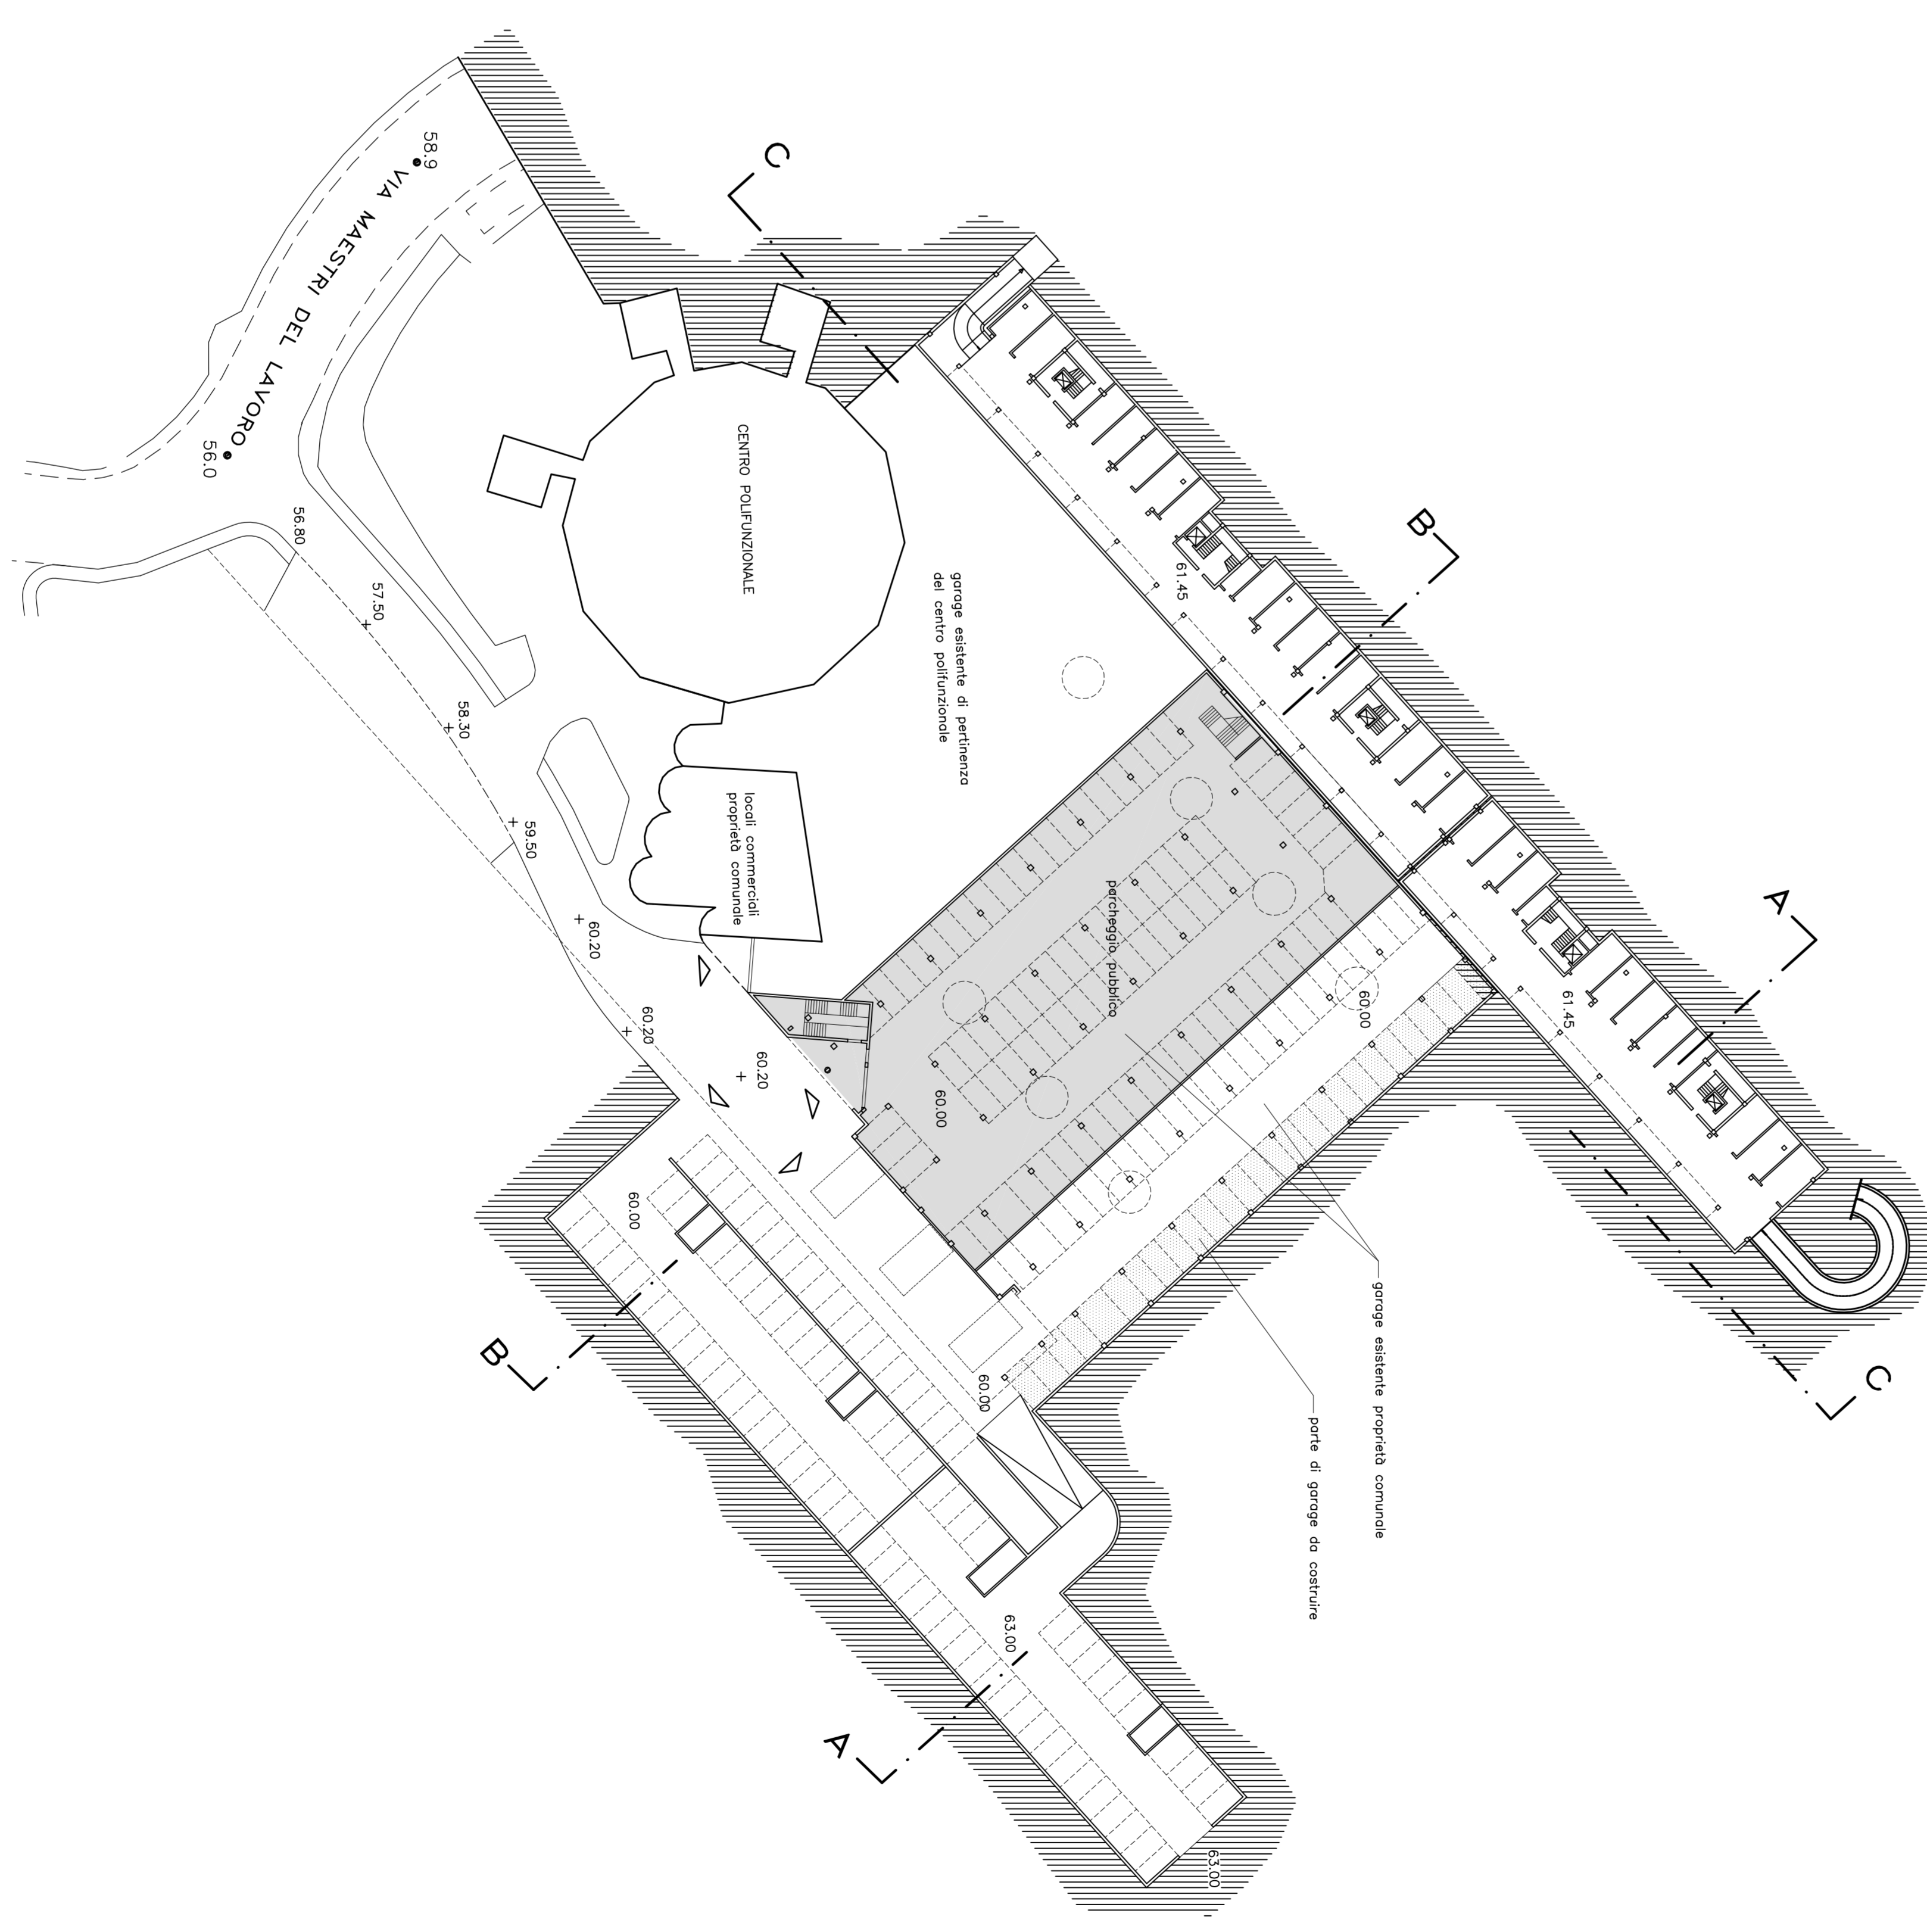 58.9
VIA MAESTRI DEL LAVORO
56.0
56.80
57.50
58.30
59.50
60.20
60.20
60.20
C
CENTRO POLIFUNZIONALE
garage esistente di pertinenza
del centro polifunzionale
locali commerciali
proprietà comunale
61.45
B
parcheggio pubblico
60.00
60.00
61.45
A
C
60.00
60.00
B
garage esistente proprietà comunale
parte di garage da costruire
63.00
A
63.00